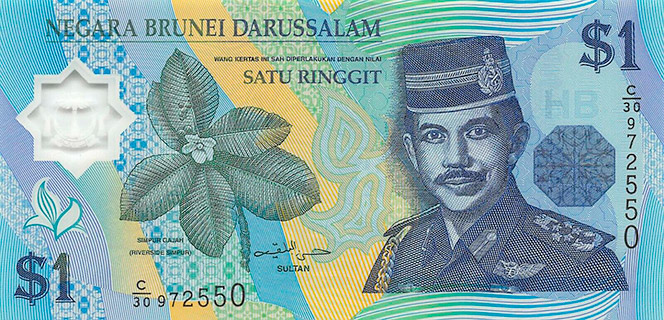 NEGARA BRUNEI DARUSSALAM
$1
WANG KERTAS INI SAH DIPERLAKUKAN DENGAN NILAI
SATU RINGGIT
C/30 972550
HB
SIMPUR GAJAH
(RIVERSIDE SIMPUR)
SULTAN
$1
C/30 972550